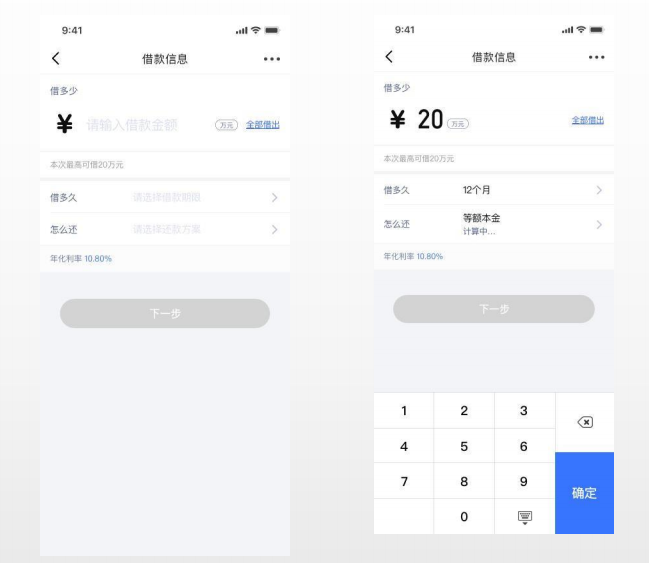 9:41
借款信息
借多少
¥ 请输入借款金额 万元 全部借出
本次最高可借20万元
借多久 请选择借款期限
怎么还 请选择还款方案
年化利率 10.80%
下一步
9:41
借款信息
借多少
¥ 20 万元 全部借出
本次最高可借20万元
借多久 12个月
怎么还 等额本金
计算中...
年化利率 10.80%
下一步
1 2 3
4 5 6
7 8 9
确定
0